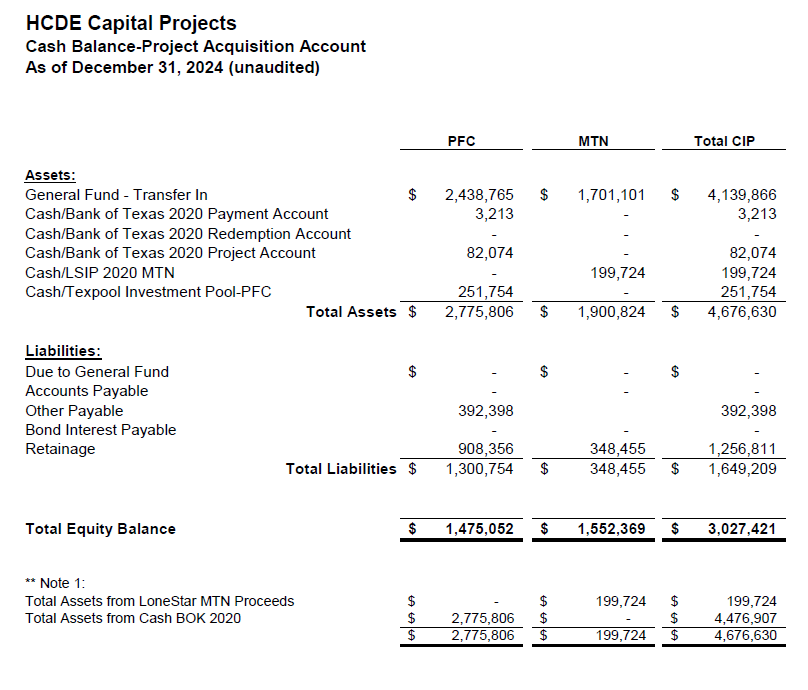 HCDE Capital Projects
Cash Balance-Project Acquisition Account
As of December 31, 2024 (unaudited)
PFC MTN Total CIP
Assets:
General Fund - Transfer In $ 2,438,765 $ 1,701,101 $ 4,139,866
Cash/Bank of Texas 2020 Payment Account 3,213 - 3,213
Cash/Bank of Texas 2020 Redemption Account - - -
Cash/Bank of Texas 2020 Project Account 82,074 - 82,074
Cash/LSIP 2020 MTN - 199,724 199,724
Cash/Texpool Investment Pool-PFC 251,754 - 251,754
Total Assets $ 2,775,806 $ 1,900,824 $ 4,676,630
Liabilities:
Due to General Fund $ - $ - $ -
Accounts Payable - - -
Other Payable 392,398 392,398
Bond Interest Payable - - -
Retainage 908,356 348,455 1,256,811
Total Liabilities $ 1,300,754 $ 348,455 $ 1,649,209
Total Equity Balance $ 1,475,052 $ 1,552,369 $ 3,027,421
** Note 1:
Total Assets from LoneStar MTN Proceeds $ - $ 199,724 $ 199,724
Total Assets from Cash BOK 2020 $ 2,775,806 $ - $ 4,476,907
$ 2,775,806 $ 199,724 $ 4,676,630